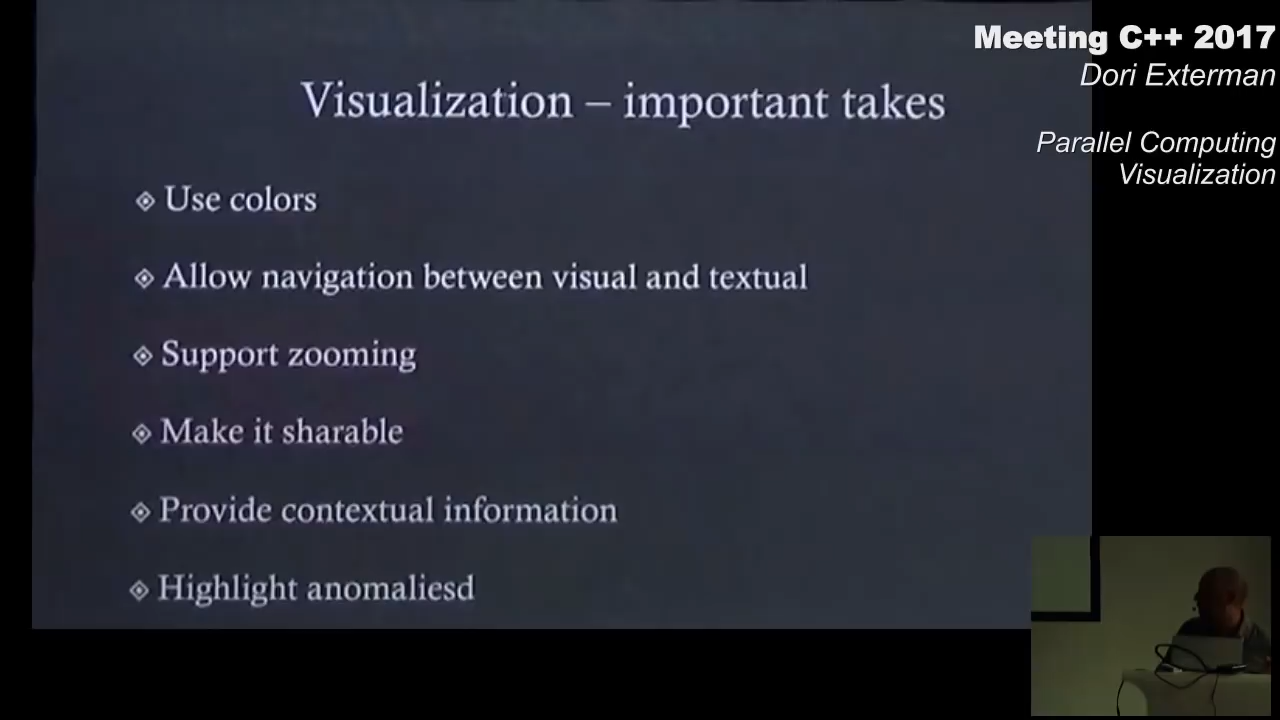 Visualization – important takes
Use colors
Allow navigation between visual and textual
Support zooming
Make it sharable
Provide contextual information
Highlight anomaliesd
Meeting C++ 2017
Dori Exterman
Parallel Computing
Visualization